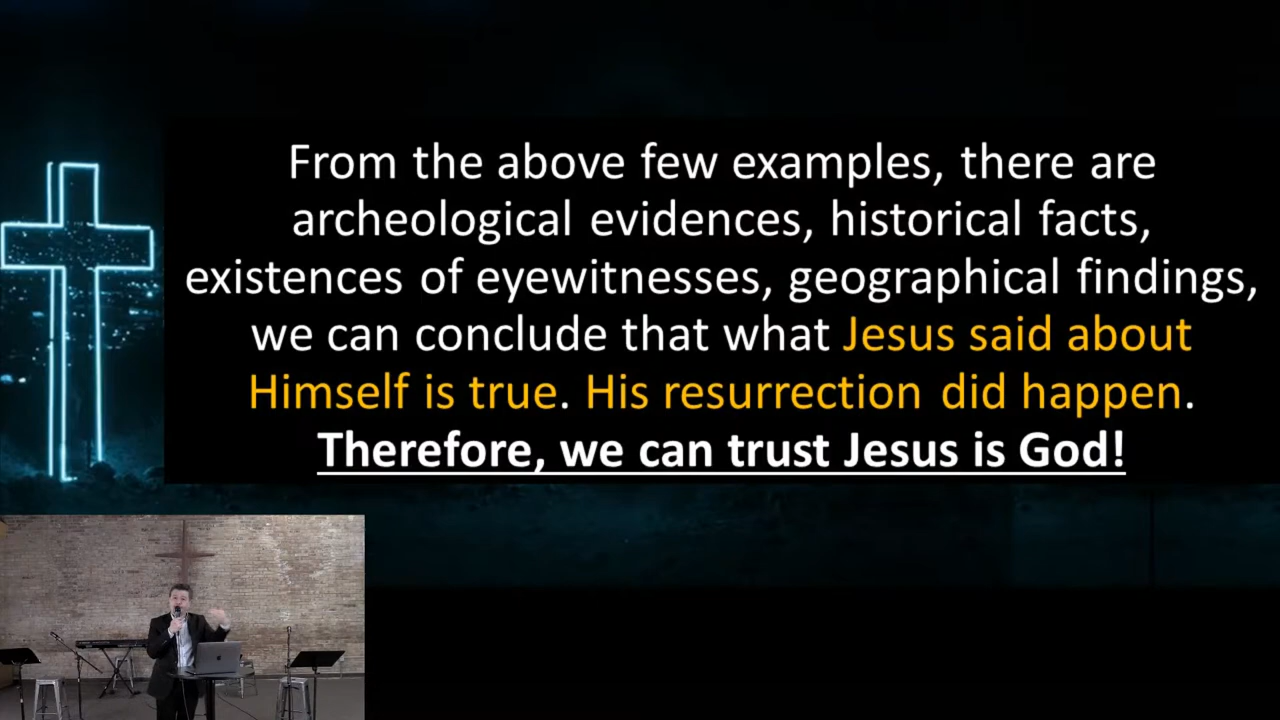 From the above few examples, there are
archeological evidences, historical facts,
existences of eyewitnesses, geographical findings,
we can conclude that what Jesus said about
Himself is true. His resurrection did happen.
Therefore, we can trust Jesus is God!